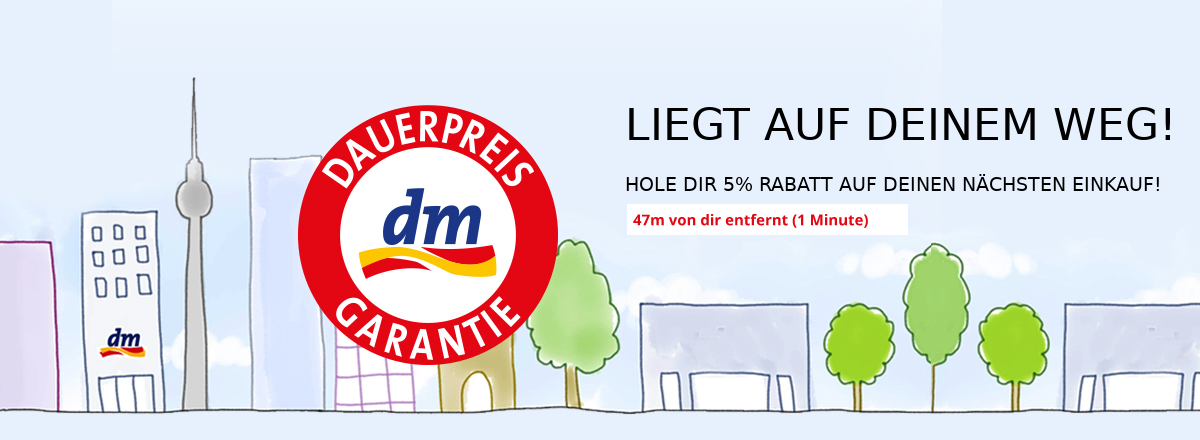 LIEGT AUF DEINEM WEG!
HOLE DIR 5% RABATT AUF DEINEN NÄCHSTEN EINKAUF!
47m von dir entfernt (1 Minute)
DAUERPREIS
dm
GARANTIE
dm